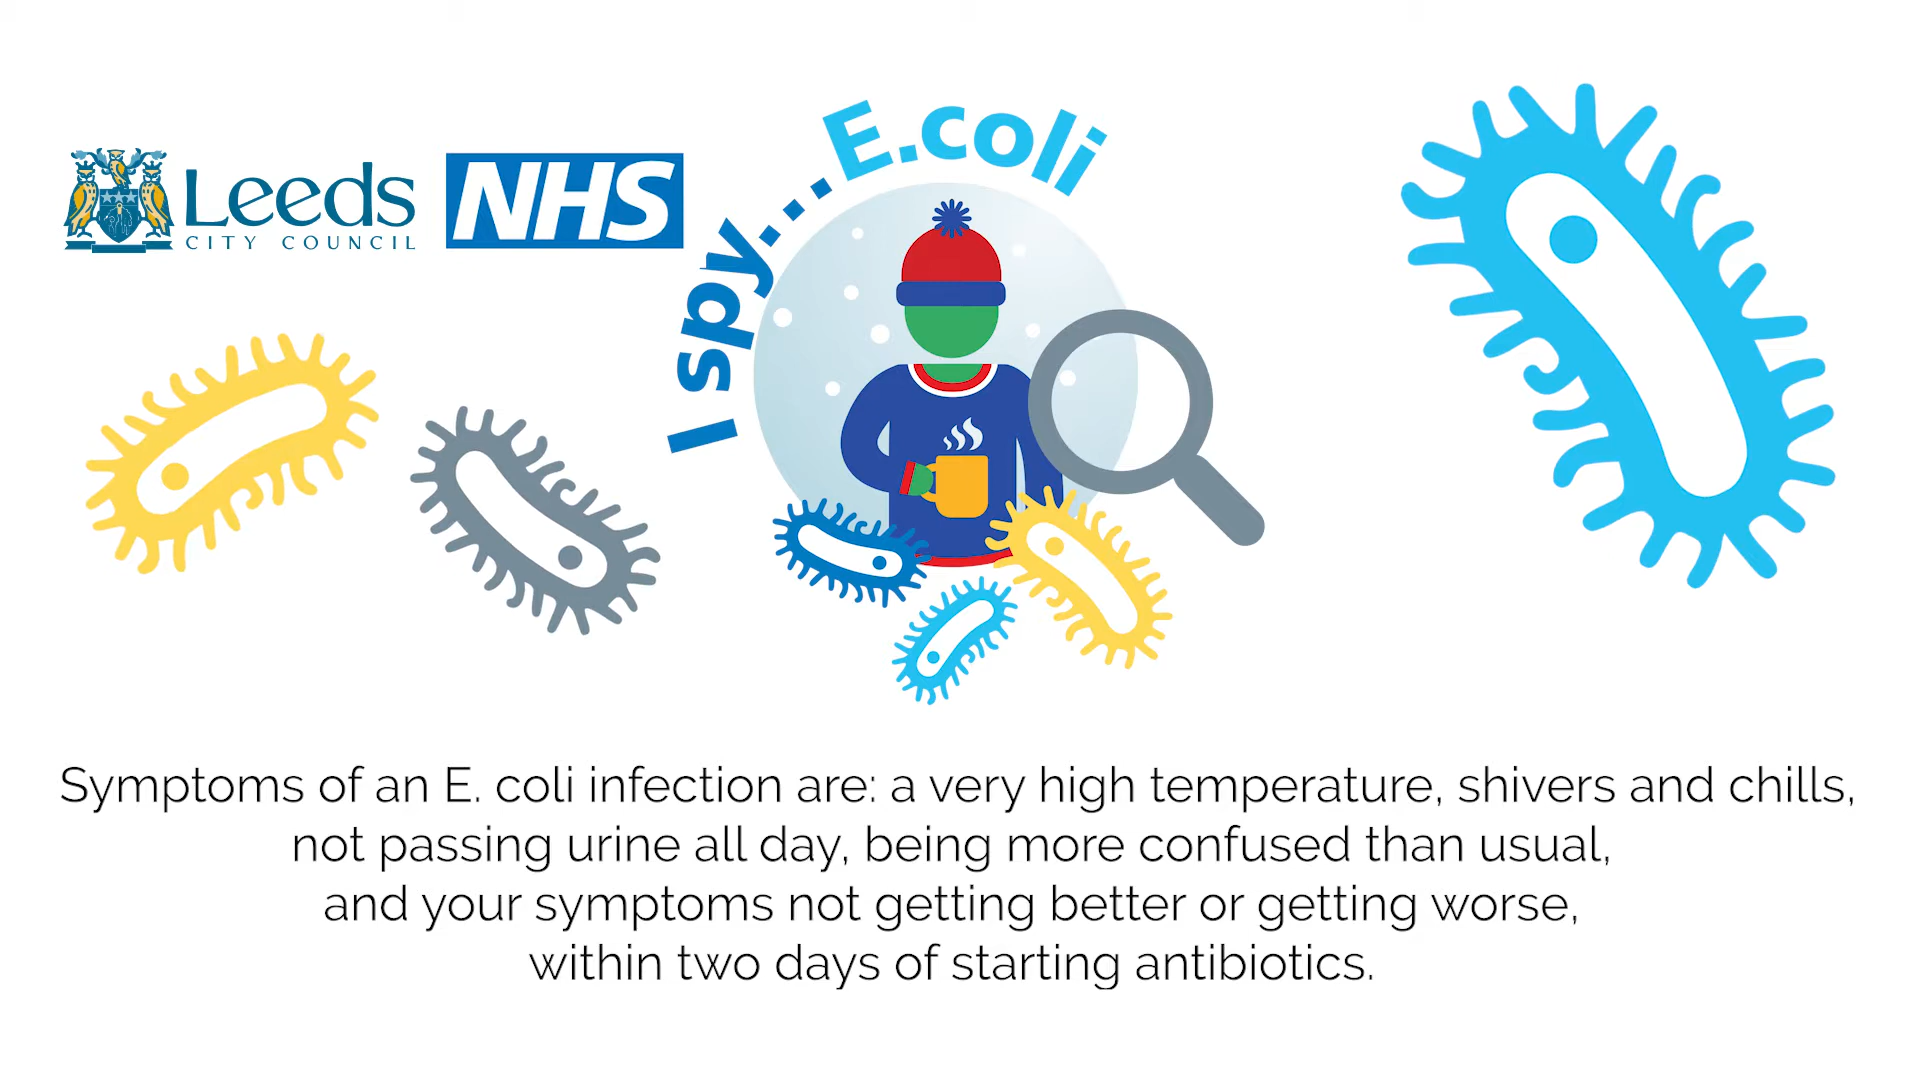 Leeds
CITY COUNCIL
NHS
I spy...E.coli
Symptoms of an E. coli infection are: a very high temperature, shivers and chills,
not passing urine all day, being more confused than usual,
and your symptoms not getting better or getting worse,
within two days of starting antibiotics.